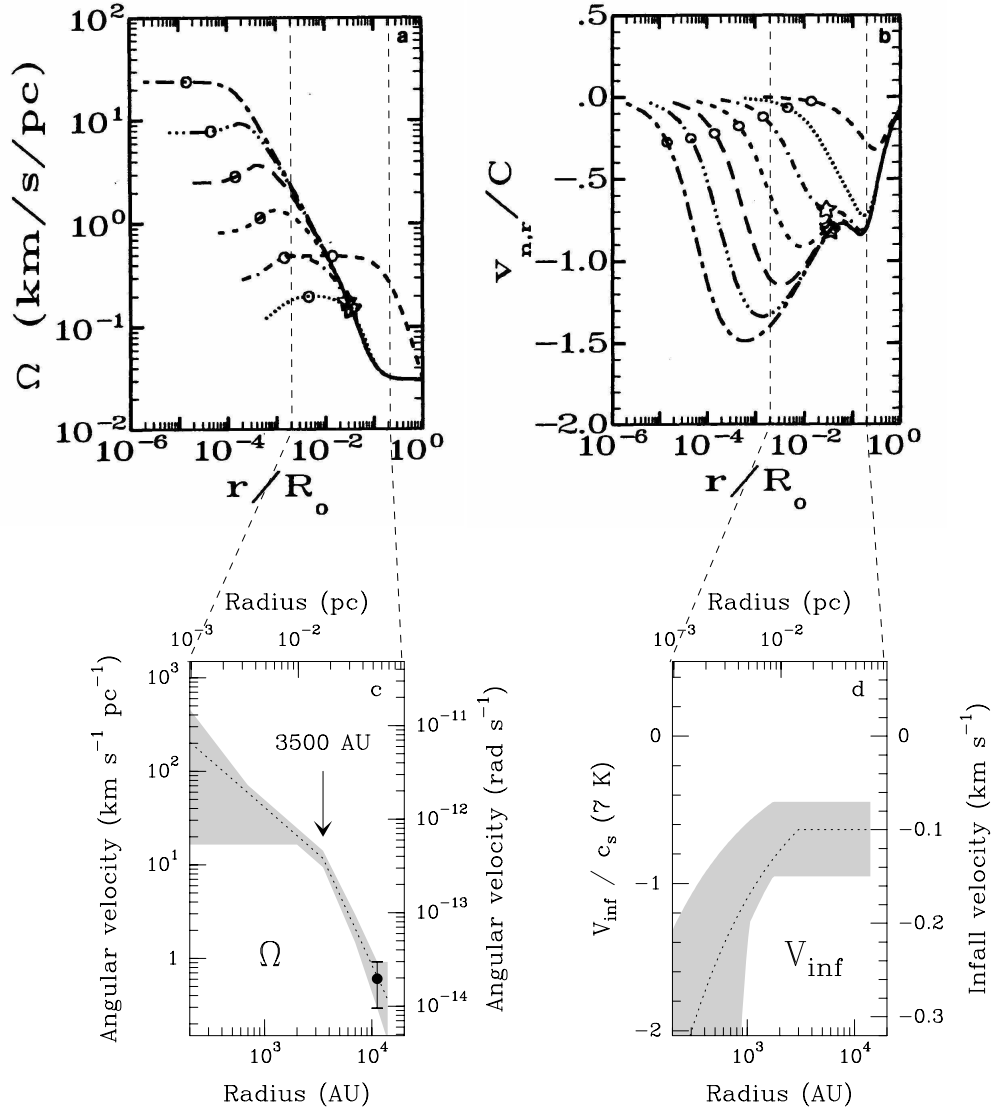 a
10^2
10^1
10^0
10^-1
10^-2
Ω (km/s/pc)
10^-6 10^-4 10^-2 10^0
r/R_o
b
.5
.0
-.5
-1.0
-1.5
-2.0
v_n,r/C
10^-6 10^-4 10^-2 10^0
r/R_o
Radius (pc)
10^-3 10^-2
c
10^3
10^2
10
1
Angular velocity (km s^-1 pc^-1)
3500 AU
Ω
10^-11
10^-12
10^-13
10^-14
Angular velocity (rad s^-1)
10^3 10^4
Radius (AU)
Radius (pc)
10^-3 10^-2
d
0
-1
-2
V_inf / c_s (7 K)
V_inf
0
-0.1
-0.2
-0.3
Infall velocity (km s^-1)
10^3 10^4
Radius (AU)